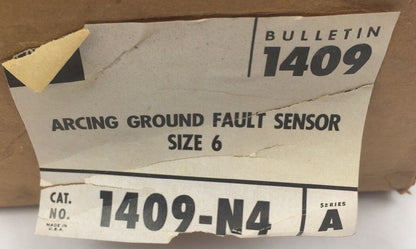 BULLETIN
1409
ARCING GROUND FAULT SENSOR
SIZE 6
CAT.
NO.
MADE IN
U.S.A.
1409-N4
SERIES
A